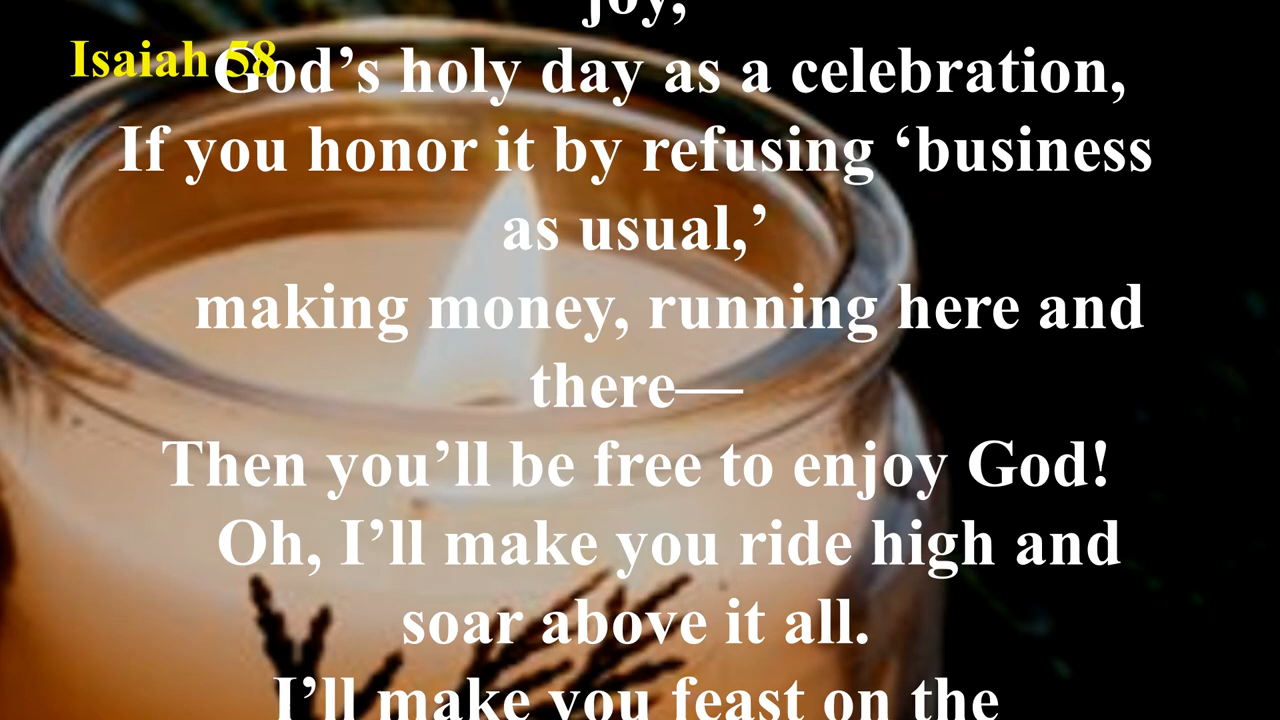 joy,
Isaiah 58
God’s holy day as a celebration,
If you honor it by refusing ‘business
as usual,’
making money, running here and
there—
Then you’ll be free to enjoy God!
Oh, I’ll make you ride high and
soar above it all.
I’ll make you feast on the